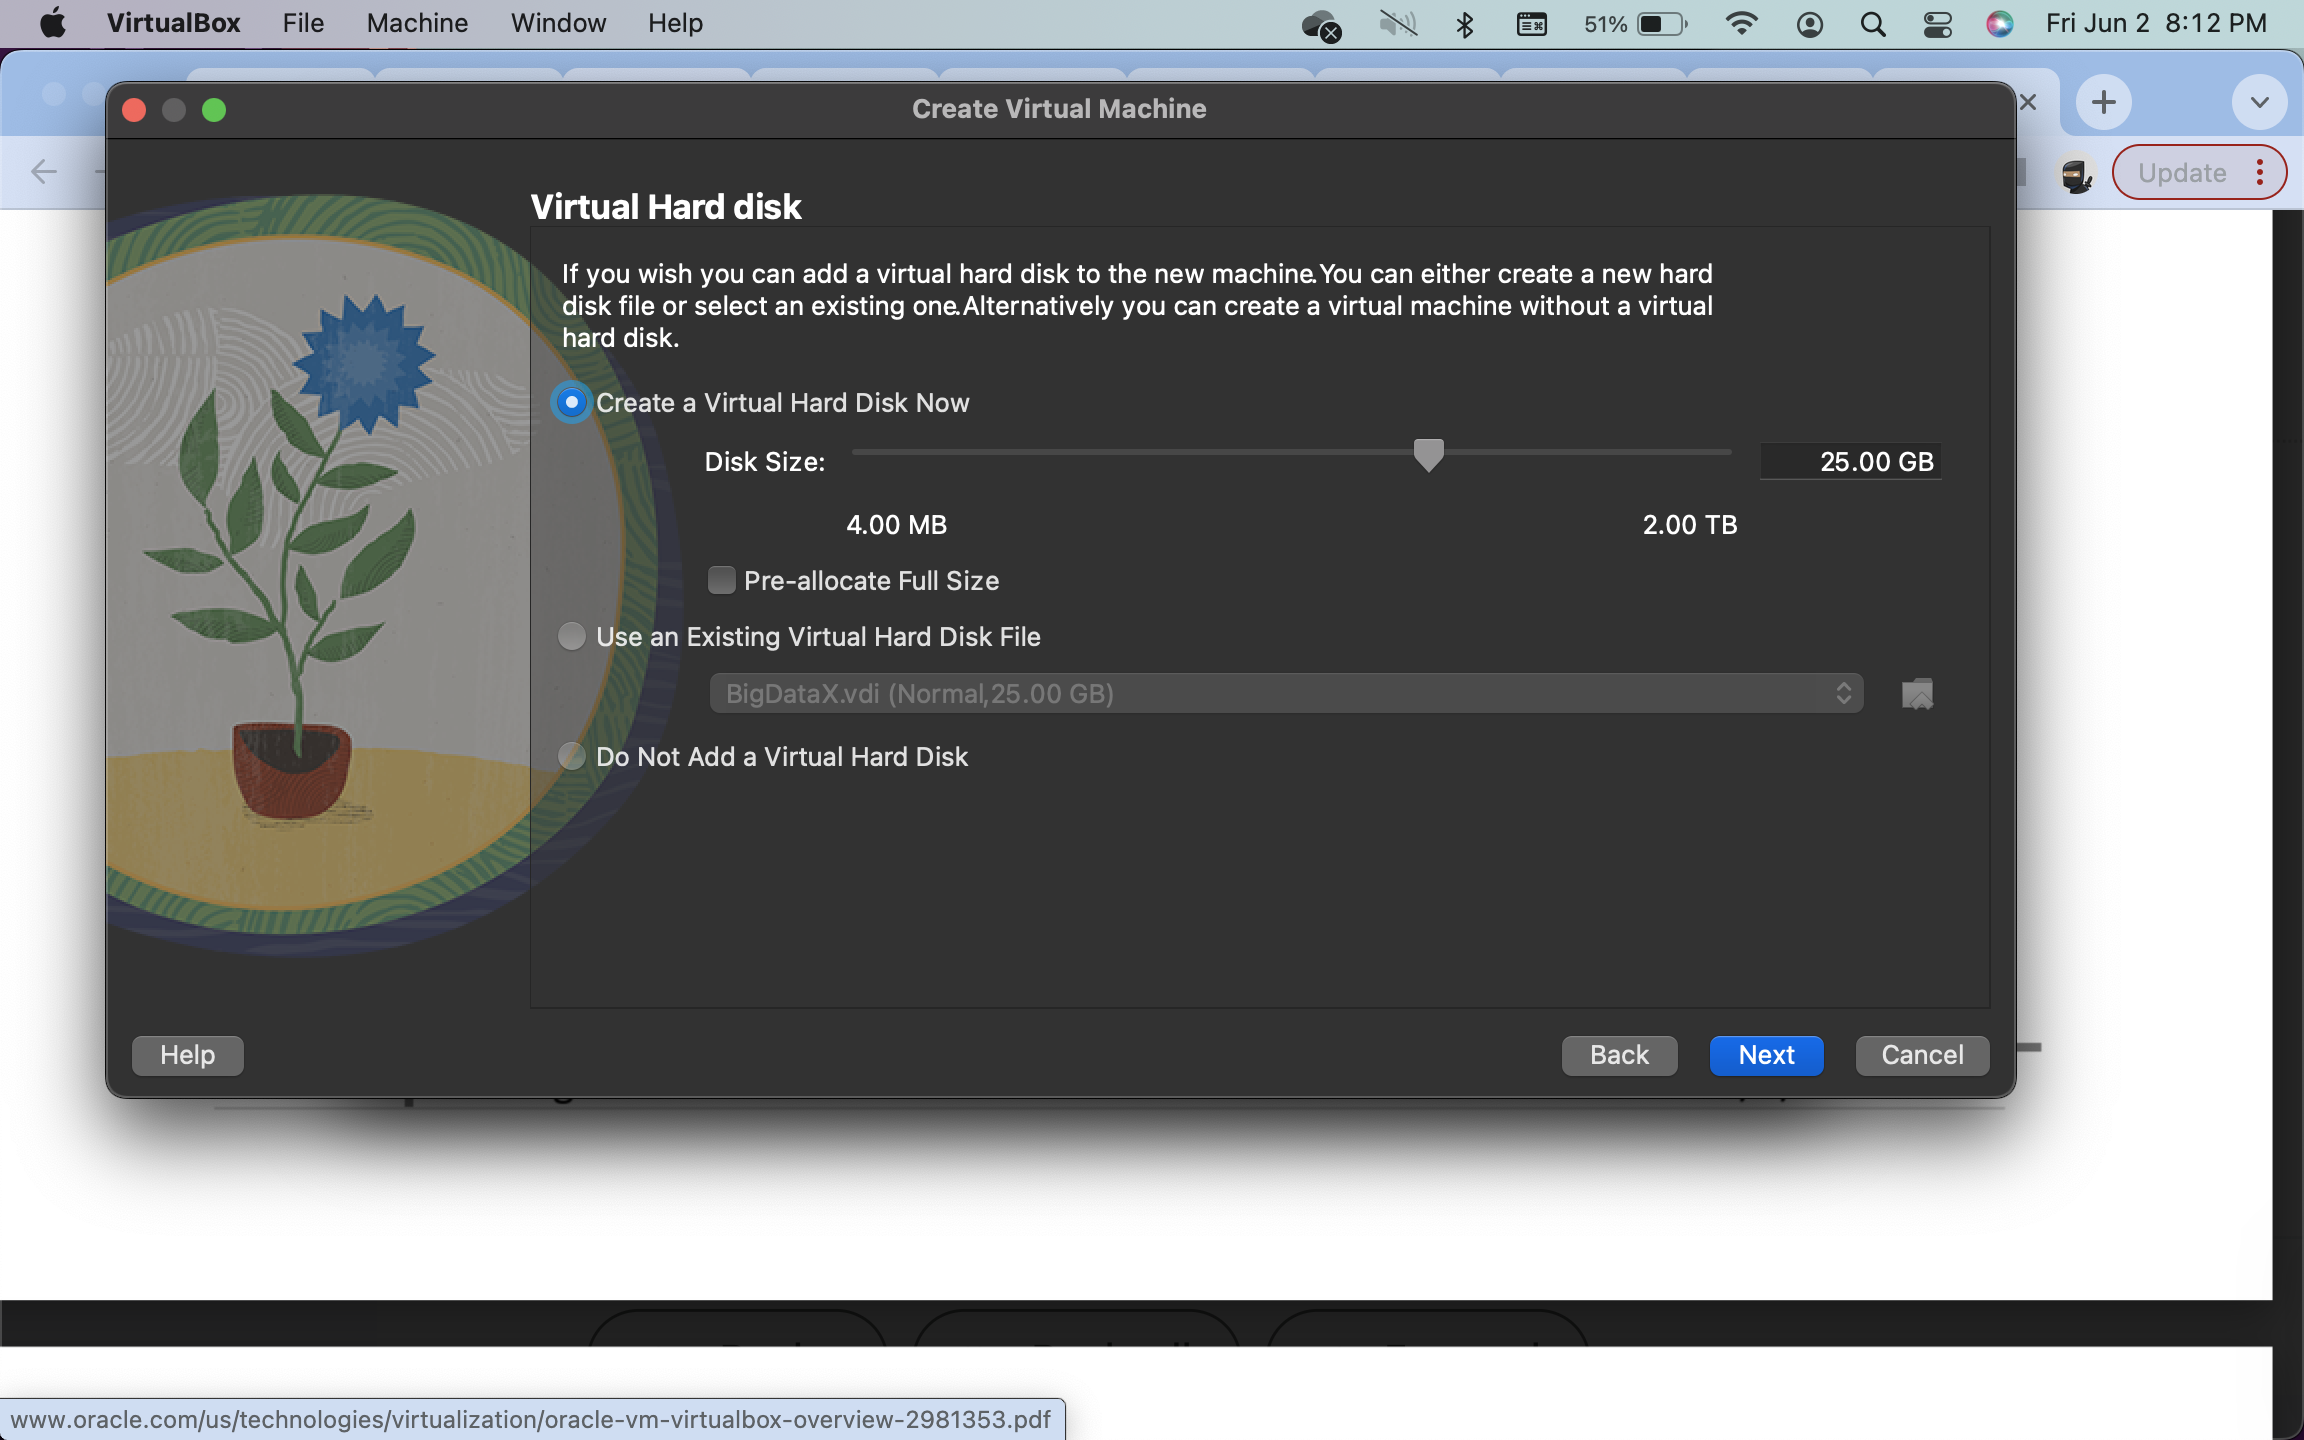 VirtualBox File Machine Window Help 51% Fri Jun 2 8:12 PM
Create Virtual Machine
Update
Virtual Hard disk
If you wish you can add a virtual hard disk to the new machine.You can either create a new hard
disk file or select an existing one.Alternatively you can create a virtual machine without a virtual
hard disk.
Create a Virtual Hard Disk Now
Disk Size: 25.00 GB
4.00 MB 2.00 TB
Pre-allocate Full Size
Use an Existing Virtual Hard Disk File
BigDataX.vdi (Normal,25.00 GB)
Do Not Add a Virtual Hard Disk
Help Back Next Cancel
www.oracle.com/us/technologies/virtualization/oracle-vm-virtualbox-overview-2981353.pdf